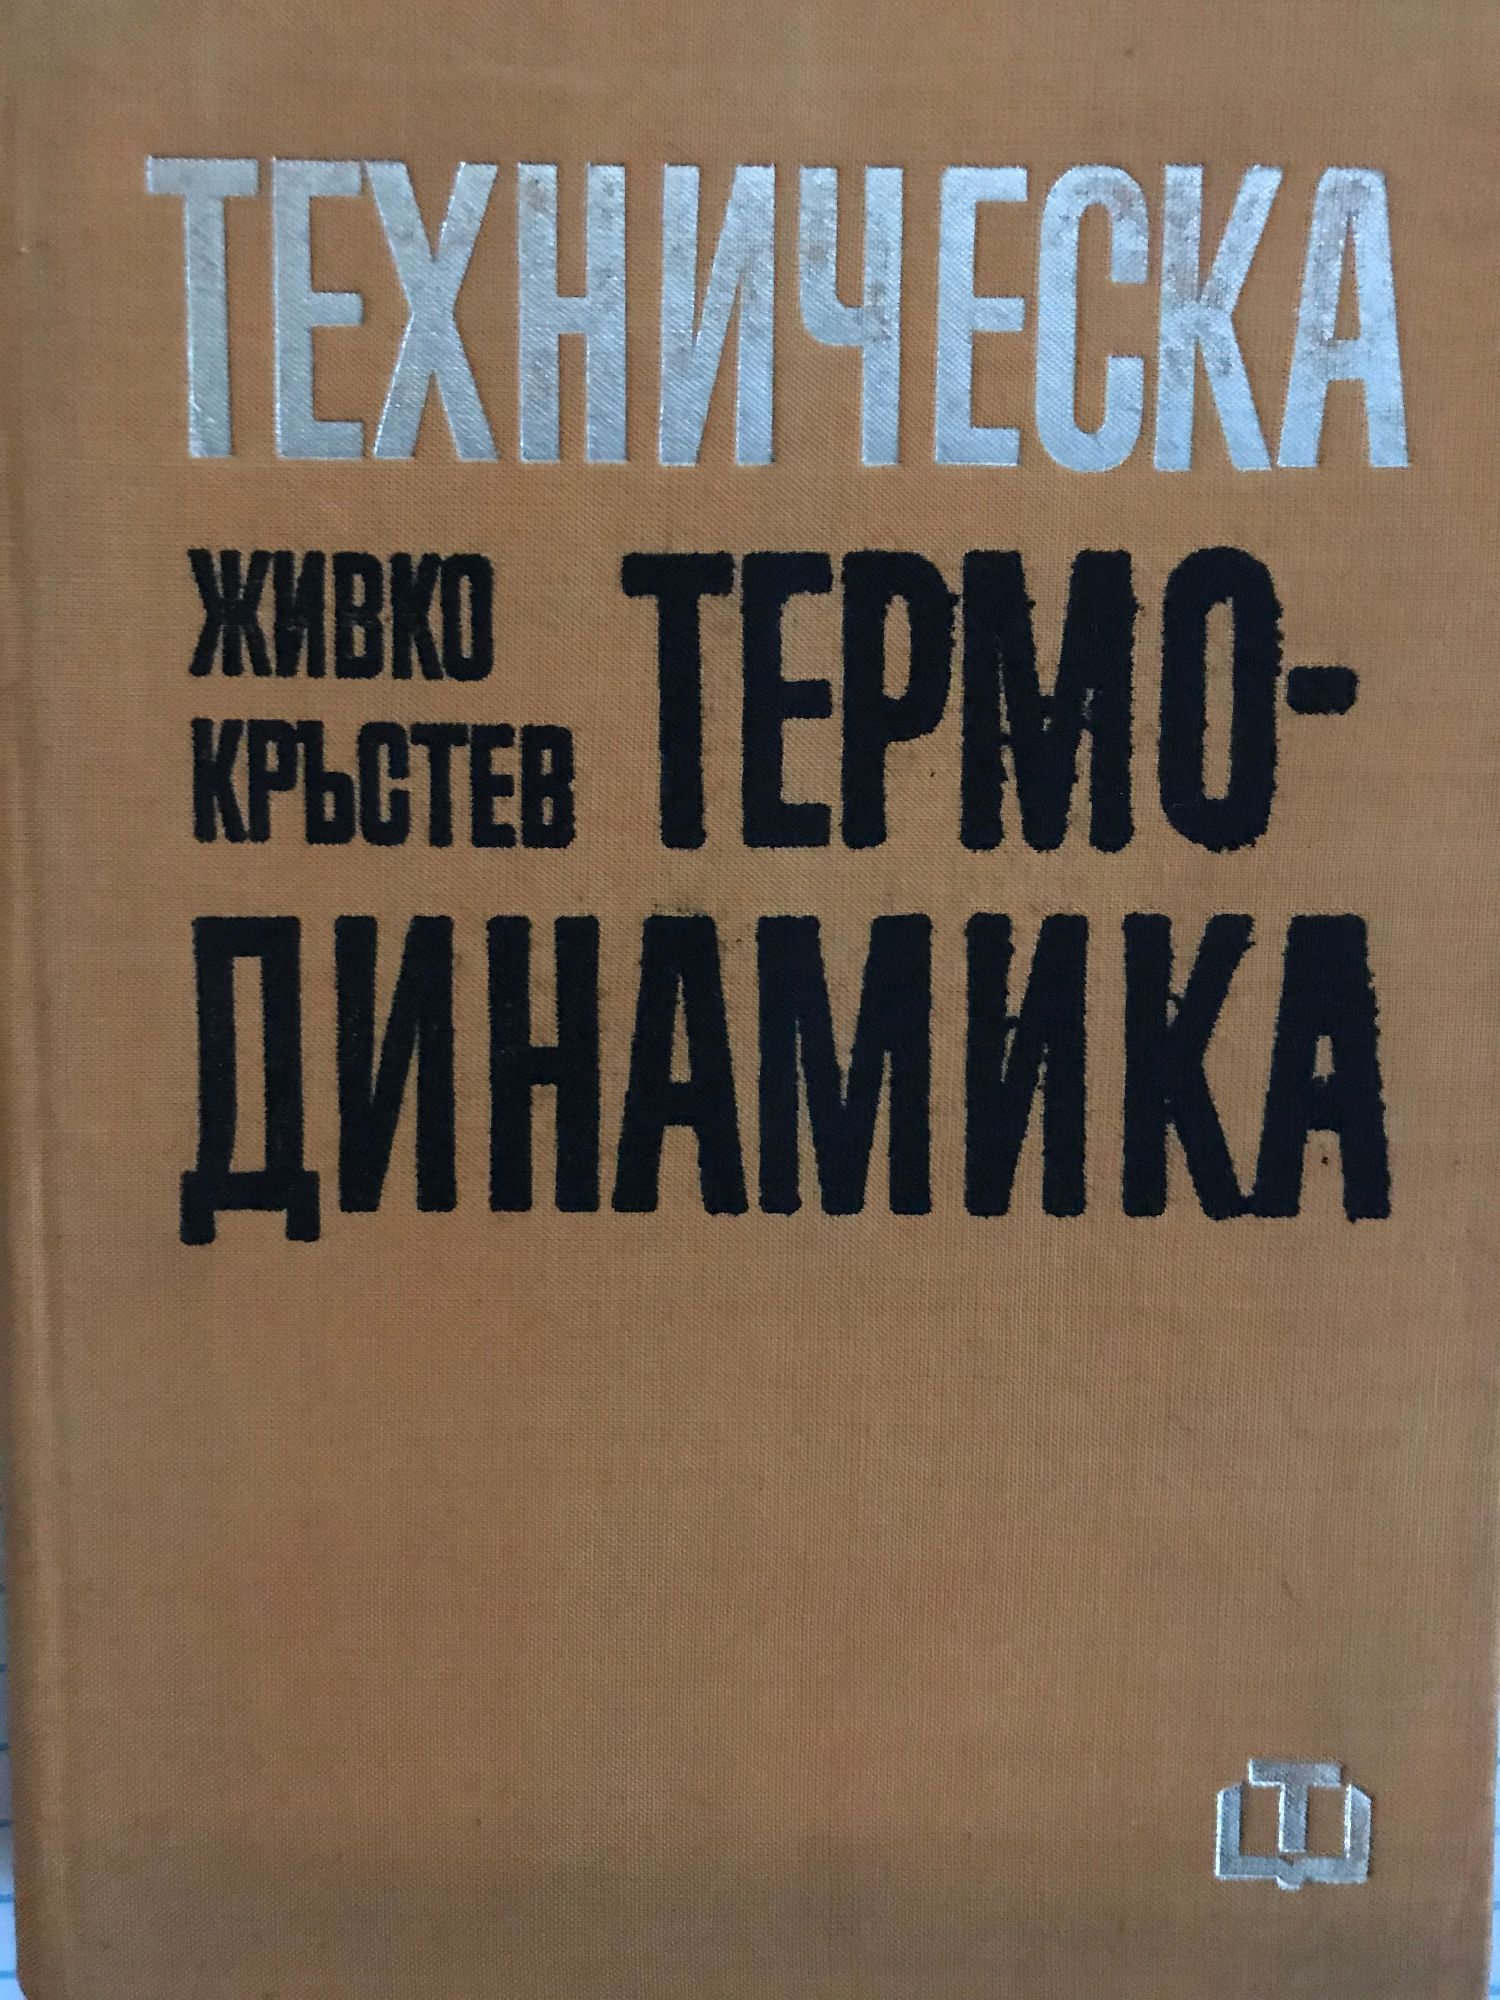 ТЕХНИЧЕСКА
ЖИВКО
КРЪСТЕВ
ТЕРМО-
ДИНАМИКА
Т